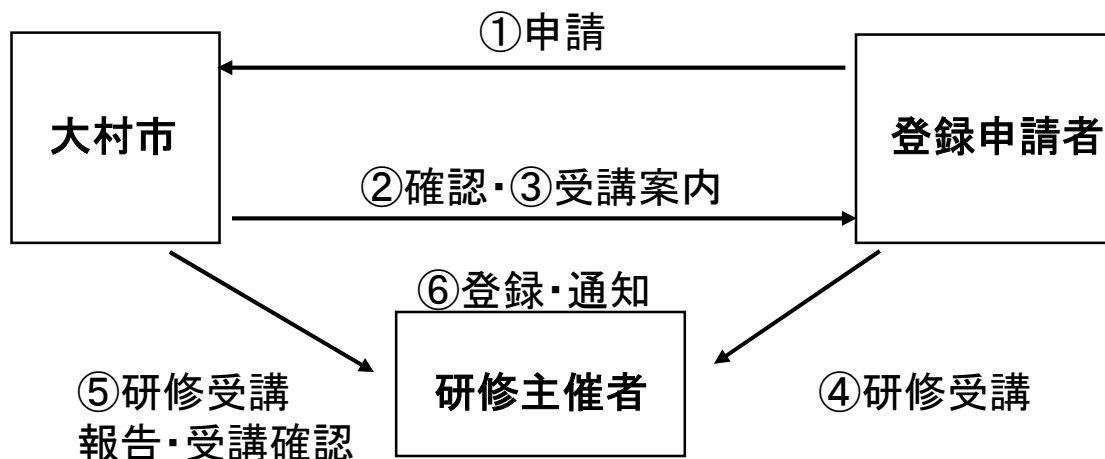 ①申請
大村市
登録申請者
②確認・③受講案内
⑥登録・通知
研修主催者
⑤研修受講
報告・受講確認
④研修受講